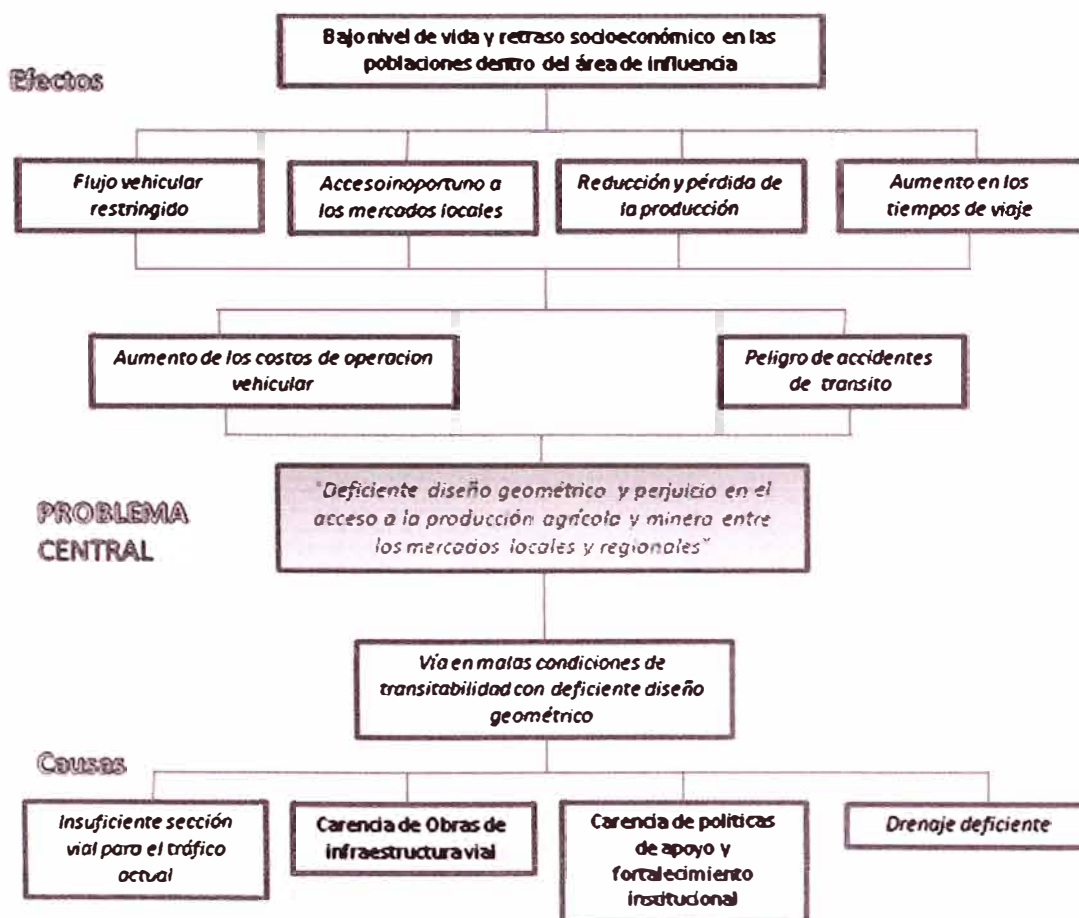 Bajo nivel de vida y retraso socioeconómico en las
poblaciones dentro del área de influencia
Efectos
Flujo vehicular
restringido
Acceso inoportuno a
los mercados locales
Reducción y pérdida de
la producción
Aumento en los
tiempos de viaje
Aumento de los costos de operacion
vehicular
Peligro de accidentes
de transito
PROBLEMA
CENTRAL
"Deficiente diseño geométrico y perjuicio en el
acceso a la producción agrícola y minera entre
los mercados locales y regionales"
Vía en malas condiciones de
transitabilidad con deficiente diseño
geométrico
Causas
Insuficiente sección
vial para el tráfico
actual
Carencia de Obras de
infraestructura vial
Carencia de políticas
de apoyo y
fortalecimiento
institucional
Drenaje deficiente